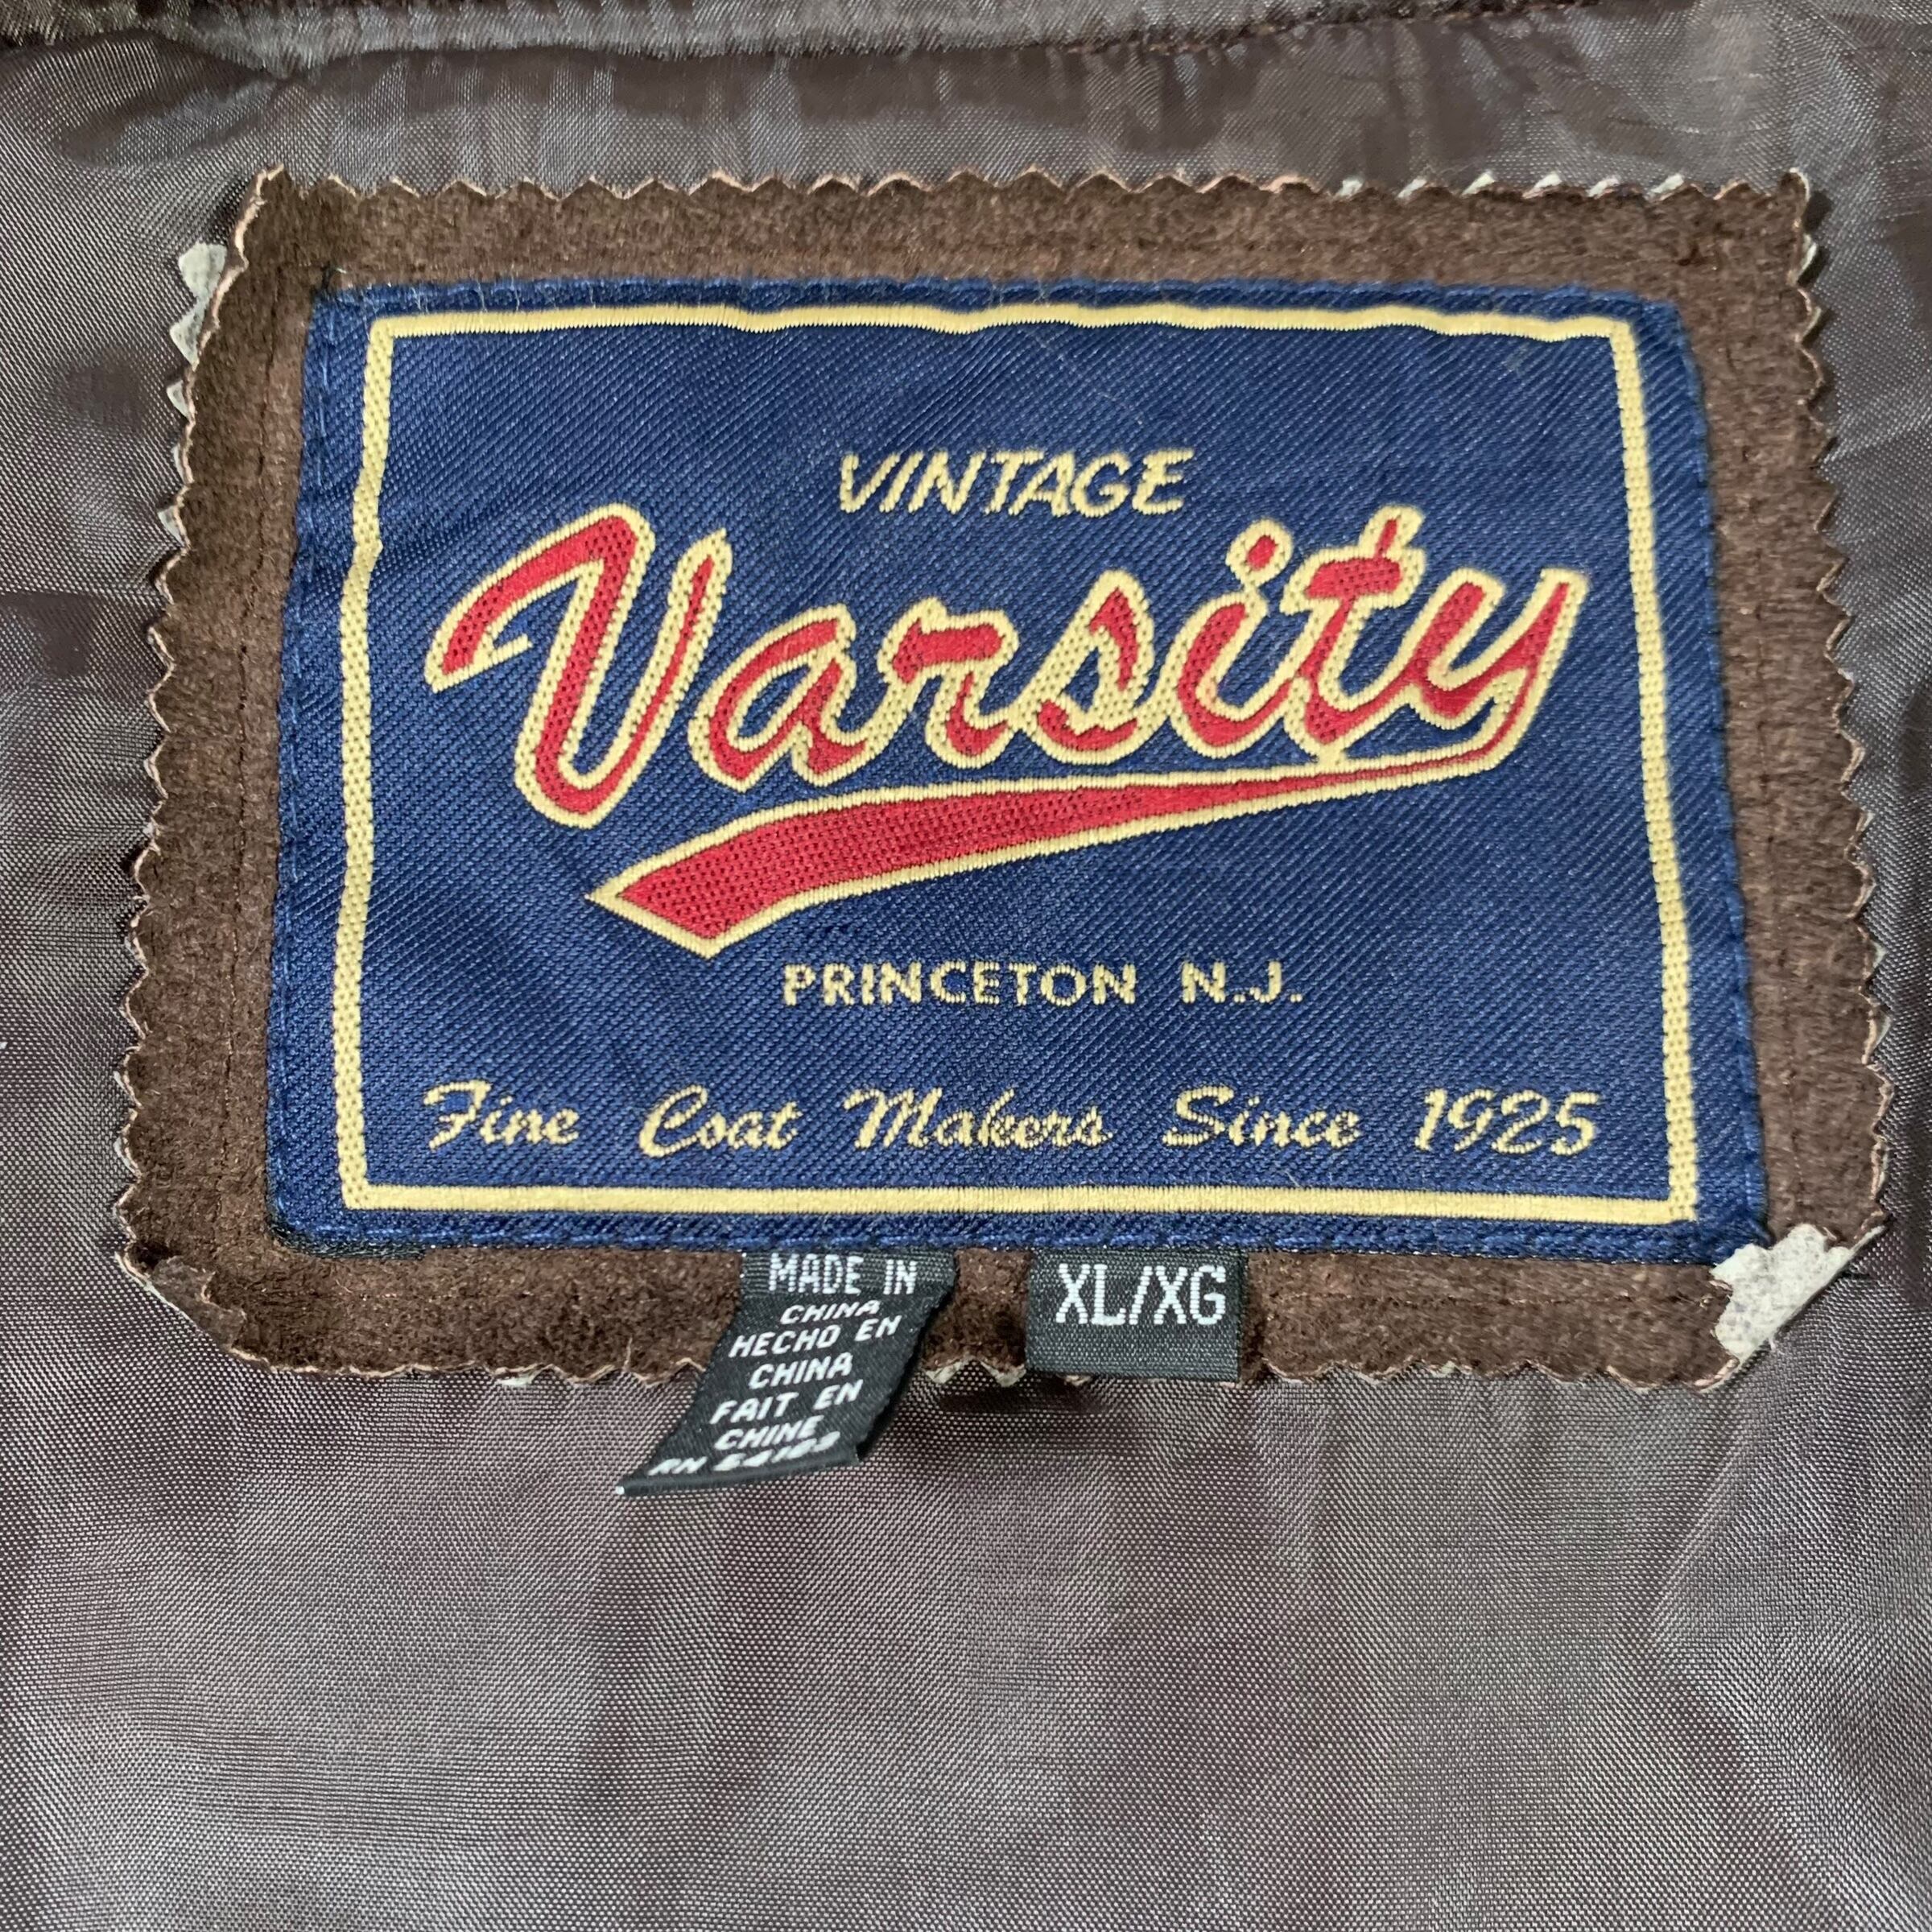 VINTAGE
Varsity
PRINCETON N.J.
Fine Coat Makers Since 1925
MADE IN
CHINA
HECHO EN
CHINA
FAIT EN
CHINE
RN
XL/XG